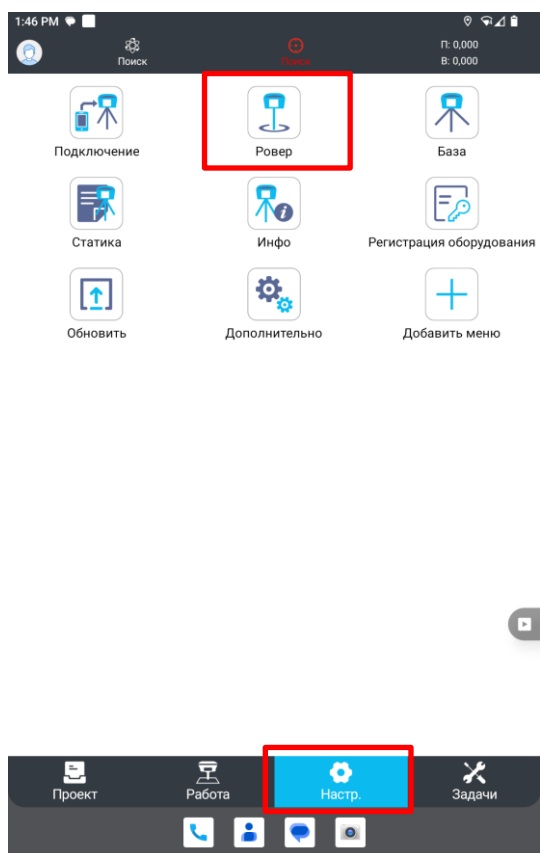 1:46 PM
Поиск
Поиск
П: 0,000
В: 0,000
Подключение
Ровер
База
Статика
Инфо
Регистрация оборудования
Обновить
Дополнительно
Добавить меню
Проект
Работа
Настр.
Задачи